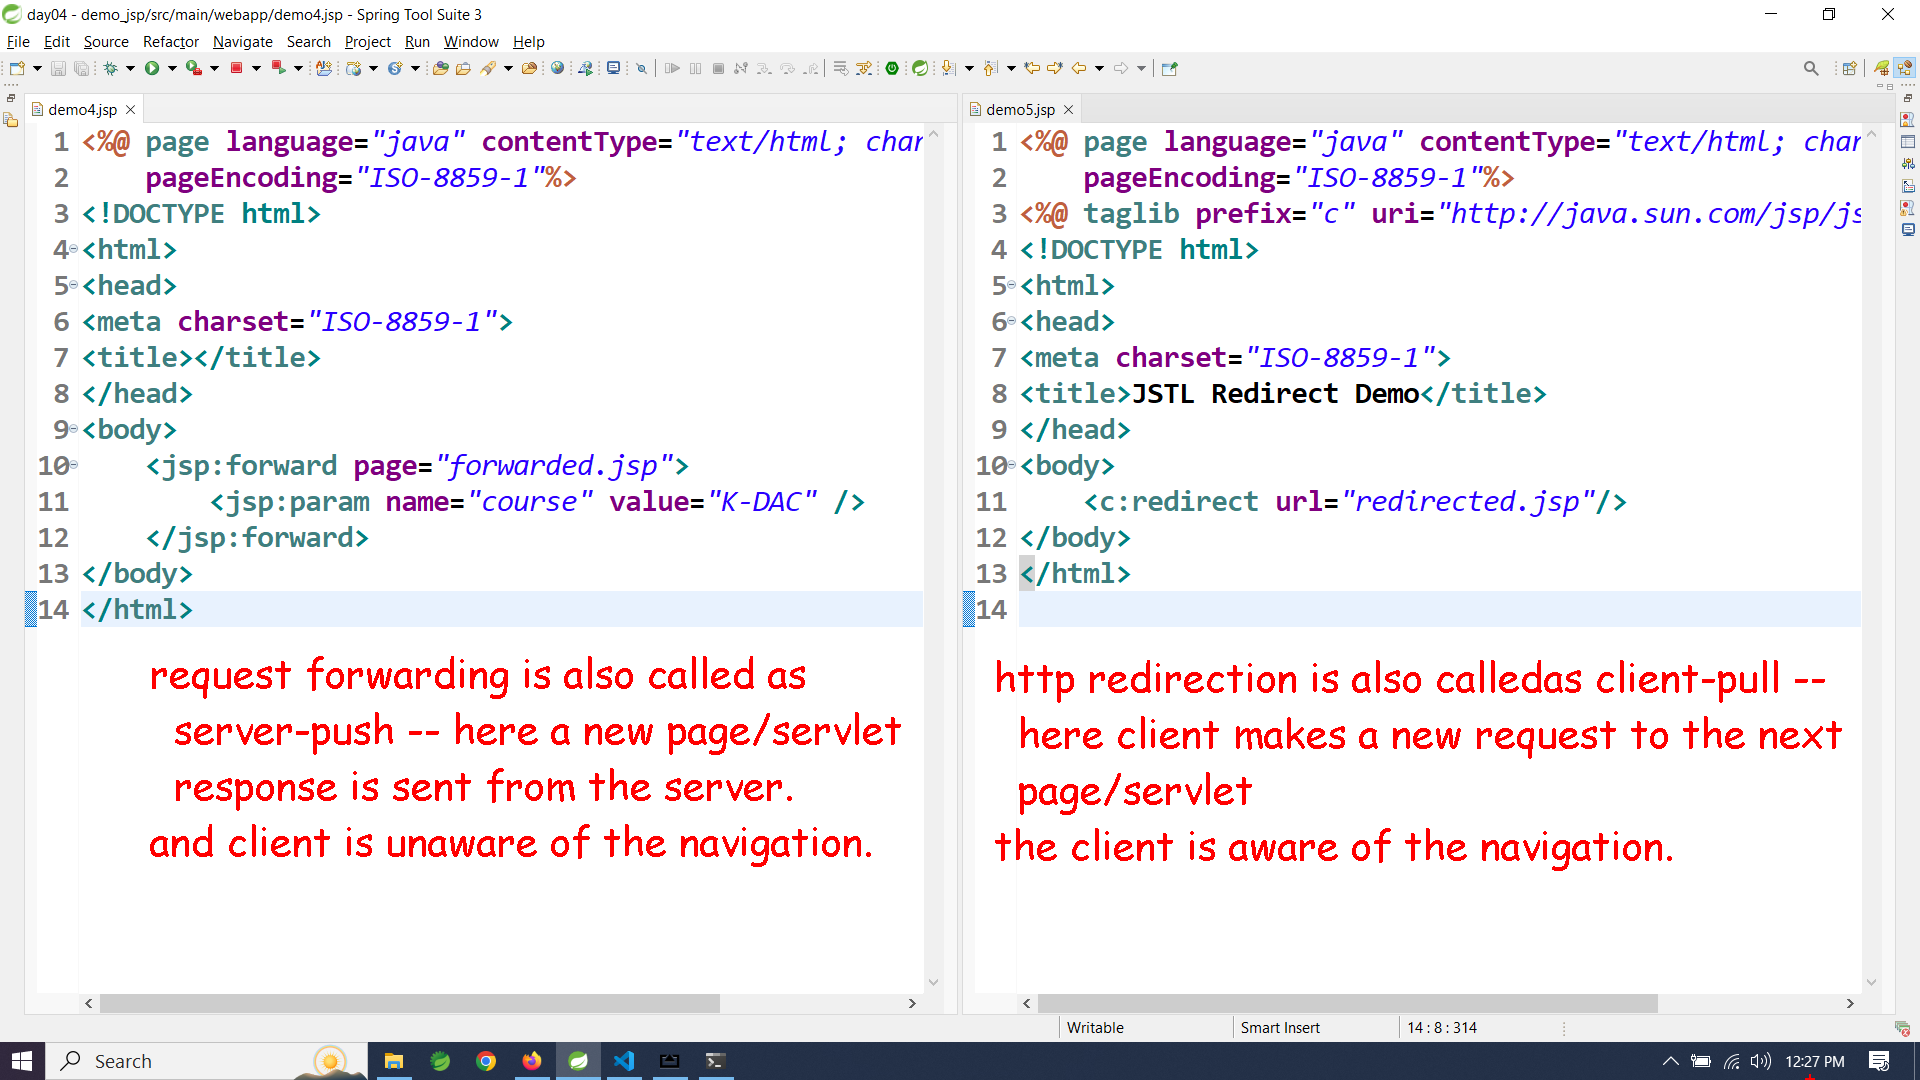 day04 - demo_jsp/src/main/webapp/demo4.jsp - Spring Tool Suite 3
File Edit Source Refactor Navigate Search Project Run Window Help
demo4.jsp
1 <%@ page language="java" contentType="text/html; char
2 pageEncoding="ISO-8859-1"%>
3 <!DOCTYPE html>
4 <html>
5 <head>
6 <meta charset="ISO-8859-1">
7 <title></title>
8 </head>
9 <body>
10 <jsp:forward page="forwarded.jsp">
11 <jsp:param name="course" value="K-DAC" />
12 </jsp:forward>
13 </body>
14 </html>
request forwarding is also called as
server-push -- here a new page/servlet
response is sent from the server.
and client is unaware of the navigation.
demo5.jsp
1 <%@ page language="java" contentType="text/html; char
2 pageEncoding="ISO-8859-1"%>
3 <%@ taglib prefix="c" uri="http://java.sun.com/jsp/js
4 <!DOCTYPE html>
5 <html>
6 <head>
7 <meta charset="ISO-8859-1">
8 <title>JSTL Redirect Demo</title>
9 </head>
10 <body>
11 <c:redirect url="redirected.jsp"/>
12 </body>
13 </html>
14
http redirection is also calledas client-pull --
here client makes a new request to the next
page/servlet
the client is aware of the navigation.
Writable Smart Insert 14 : 8 : 314
Search 12:27 PM